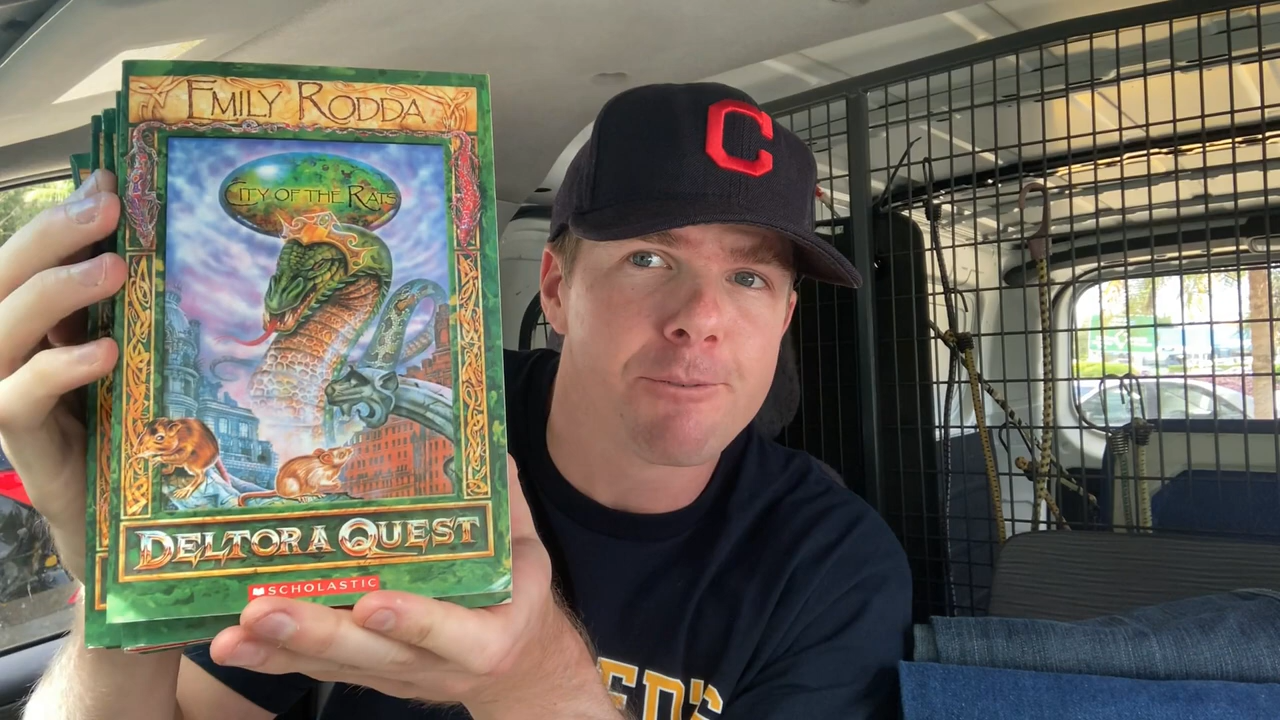 EMILY RODDA
CITY OF THE RATS
DELTORA QUEST
SCHOLASTIC
C